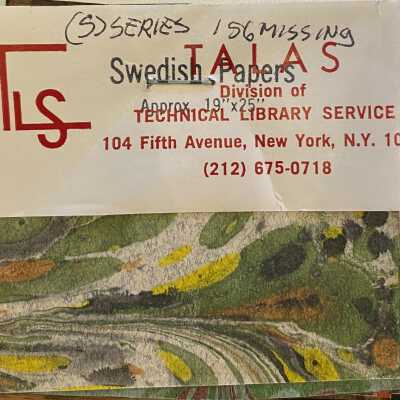 (S) SERIES 156 MISSING
TALAS
Swedish Papers
Division of
Approx. 19"x25"
TECHNICAL LIBRARY SERVICE
104 Fifth Avenue, New York, N.Y. 10
(212) 675-0718
TLS